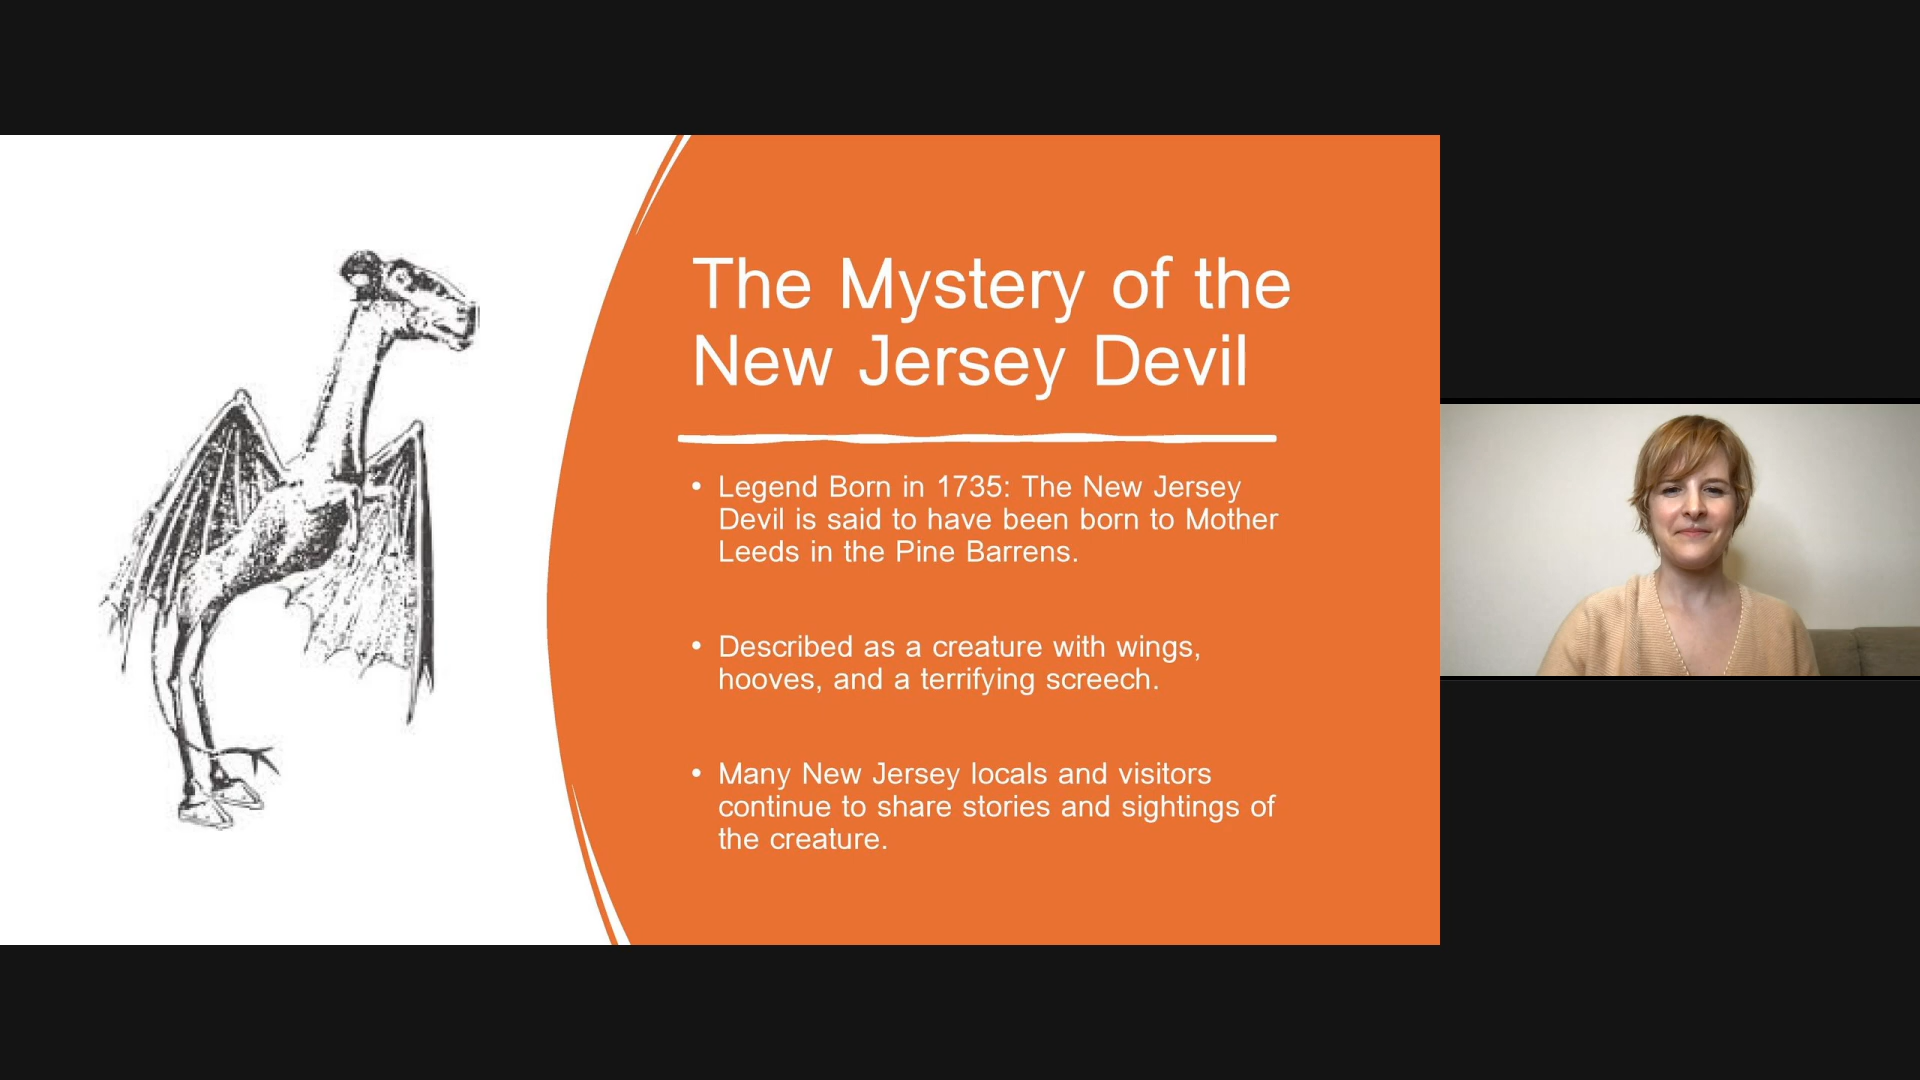 The Mystery of the
New Jersey Devil
• Legend Born in 1735: The New Jersey
Devil is said to have been born to Mother
Leeds in the Pine Barrens.
• Described as a creature with wings,
hooves, and a terrifying screech.
• Many New Jersey locals and visitors
continue to share stories and sightings of
the creature.